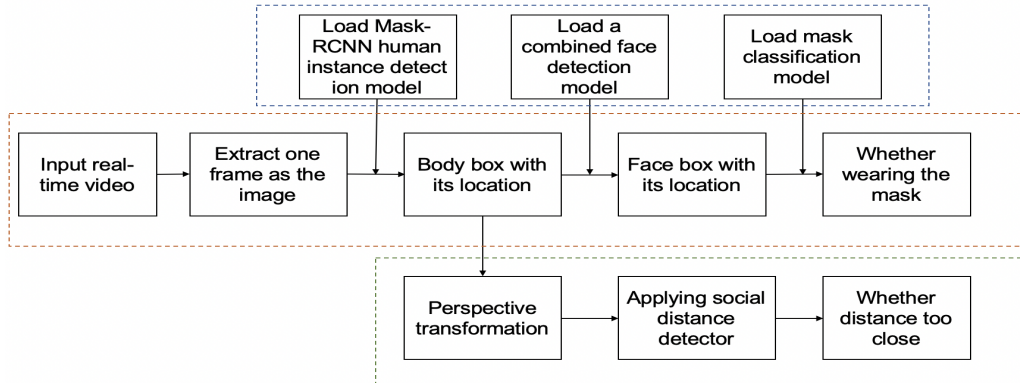 Load Mask-
RCNN human
instance detect
ion model
Load a
combined face
detection
model
Load mask
classification
model
Input real-
time video
Extract one
frame as the
image
Body box with
its location
Face box with
its location
Whether
wearing the
mask
Perspective
transformation
Applying social
distance
detector
Whether
distance too
close